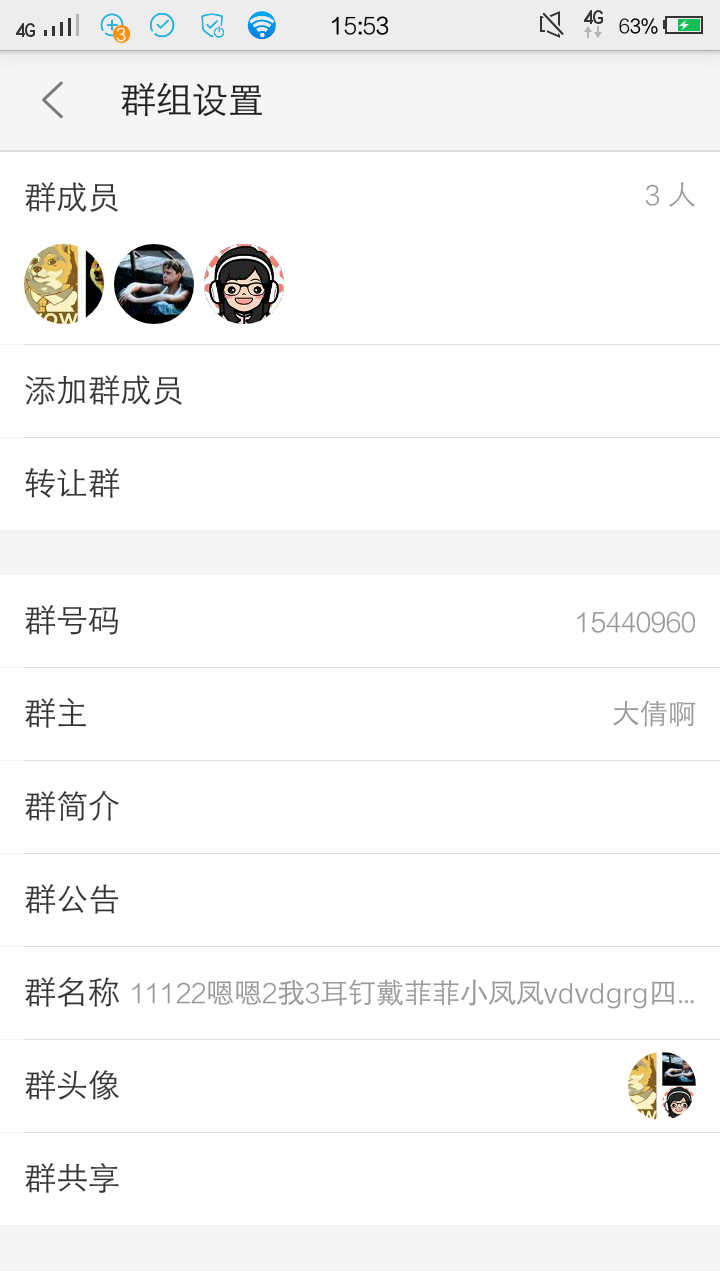 4G 3 15:53 4G 63%
群组设置
群成员 3 人
添加群成员
转让群
群号码 15440960
群主 大倩啊
群简介
群公告
群名称 11122嗯嗯2我3耳钉戴菲菲小凤凤vdvdgrg四...
群头像
群共享